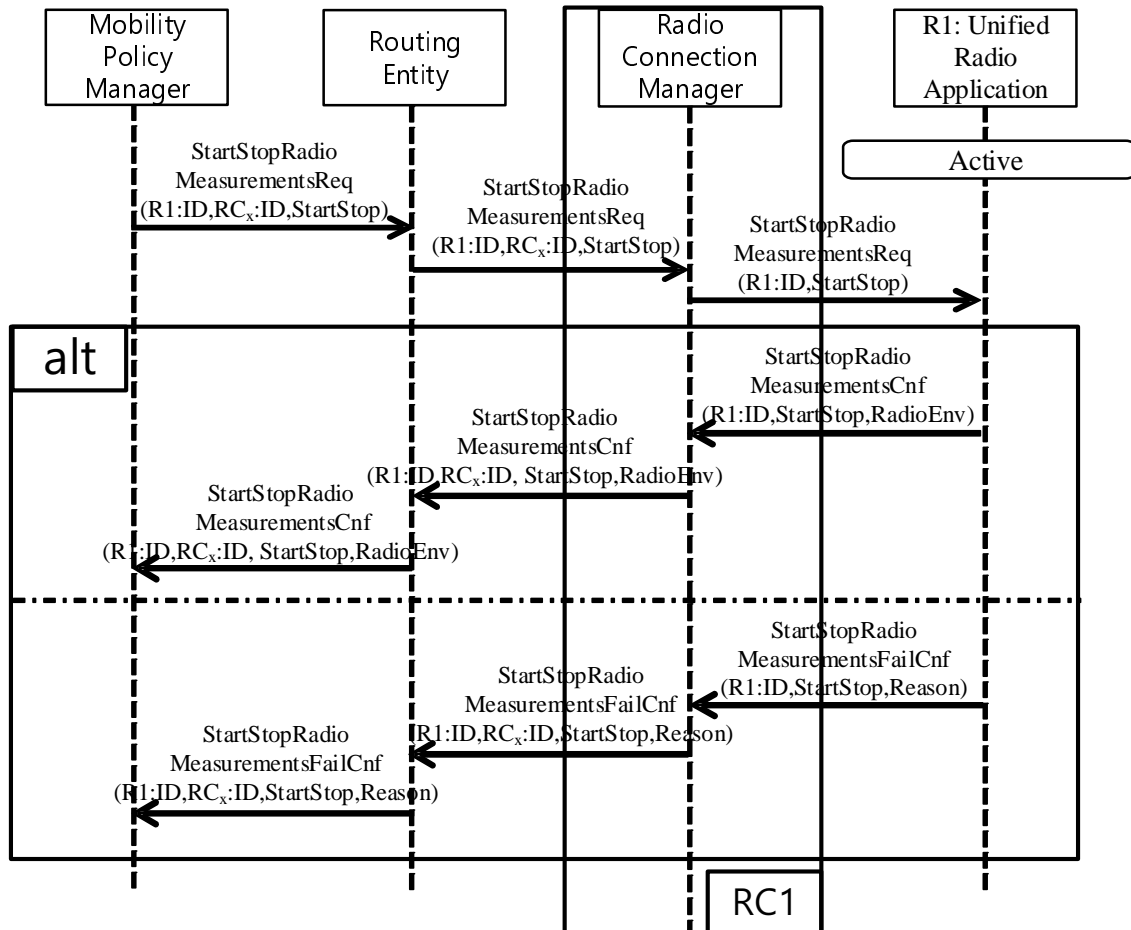 Mobility
Policy
Manager
Routing
Entity
Radio
Connection
Manager
R1: Unified
Radio
Application
Active
StartStopRadio
MeasurementsReq
(R1:ID,RCx:ID,StartStop)
StartStopRadio
MeasurementsReq
(R1:ID,RCx:ID,StartStop)
StartStopRadio
MeasurementsReq
(R1:ID,StartStop)
alt
StartStopRadio
MeasurementsCnf
(R1:ID,StartStop,RadioEnv)
StartStopRadio
MeasurementsCnf
(R1:ID,RCx:ID, StartStop,RadioEnv)
StartStopRadio
MeasurementsCnf
(R1:ID,RCx:ID, StartStop,RadioEnv)
StartStopRadio
MeasurementsFailCnf
(R1:ID,StartStop,Reason)
StartStopRadio
MeasurementsFailCnf
(R1:ID,RCx:ID,StartStop,Reason)
StartStopRadio
MeasurementsFailCnf
(R1:ID,RCx:ID,StartStop,Reason)
RC1